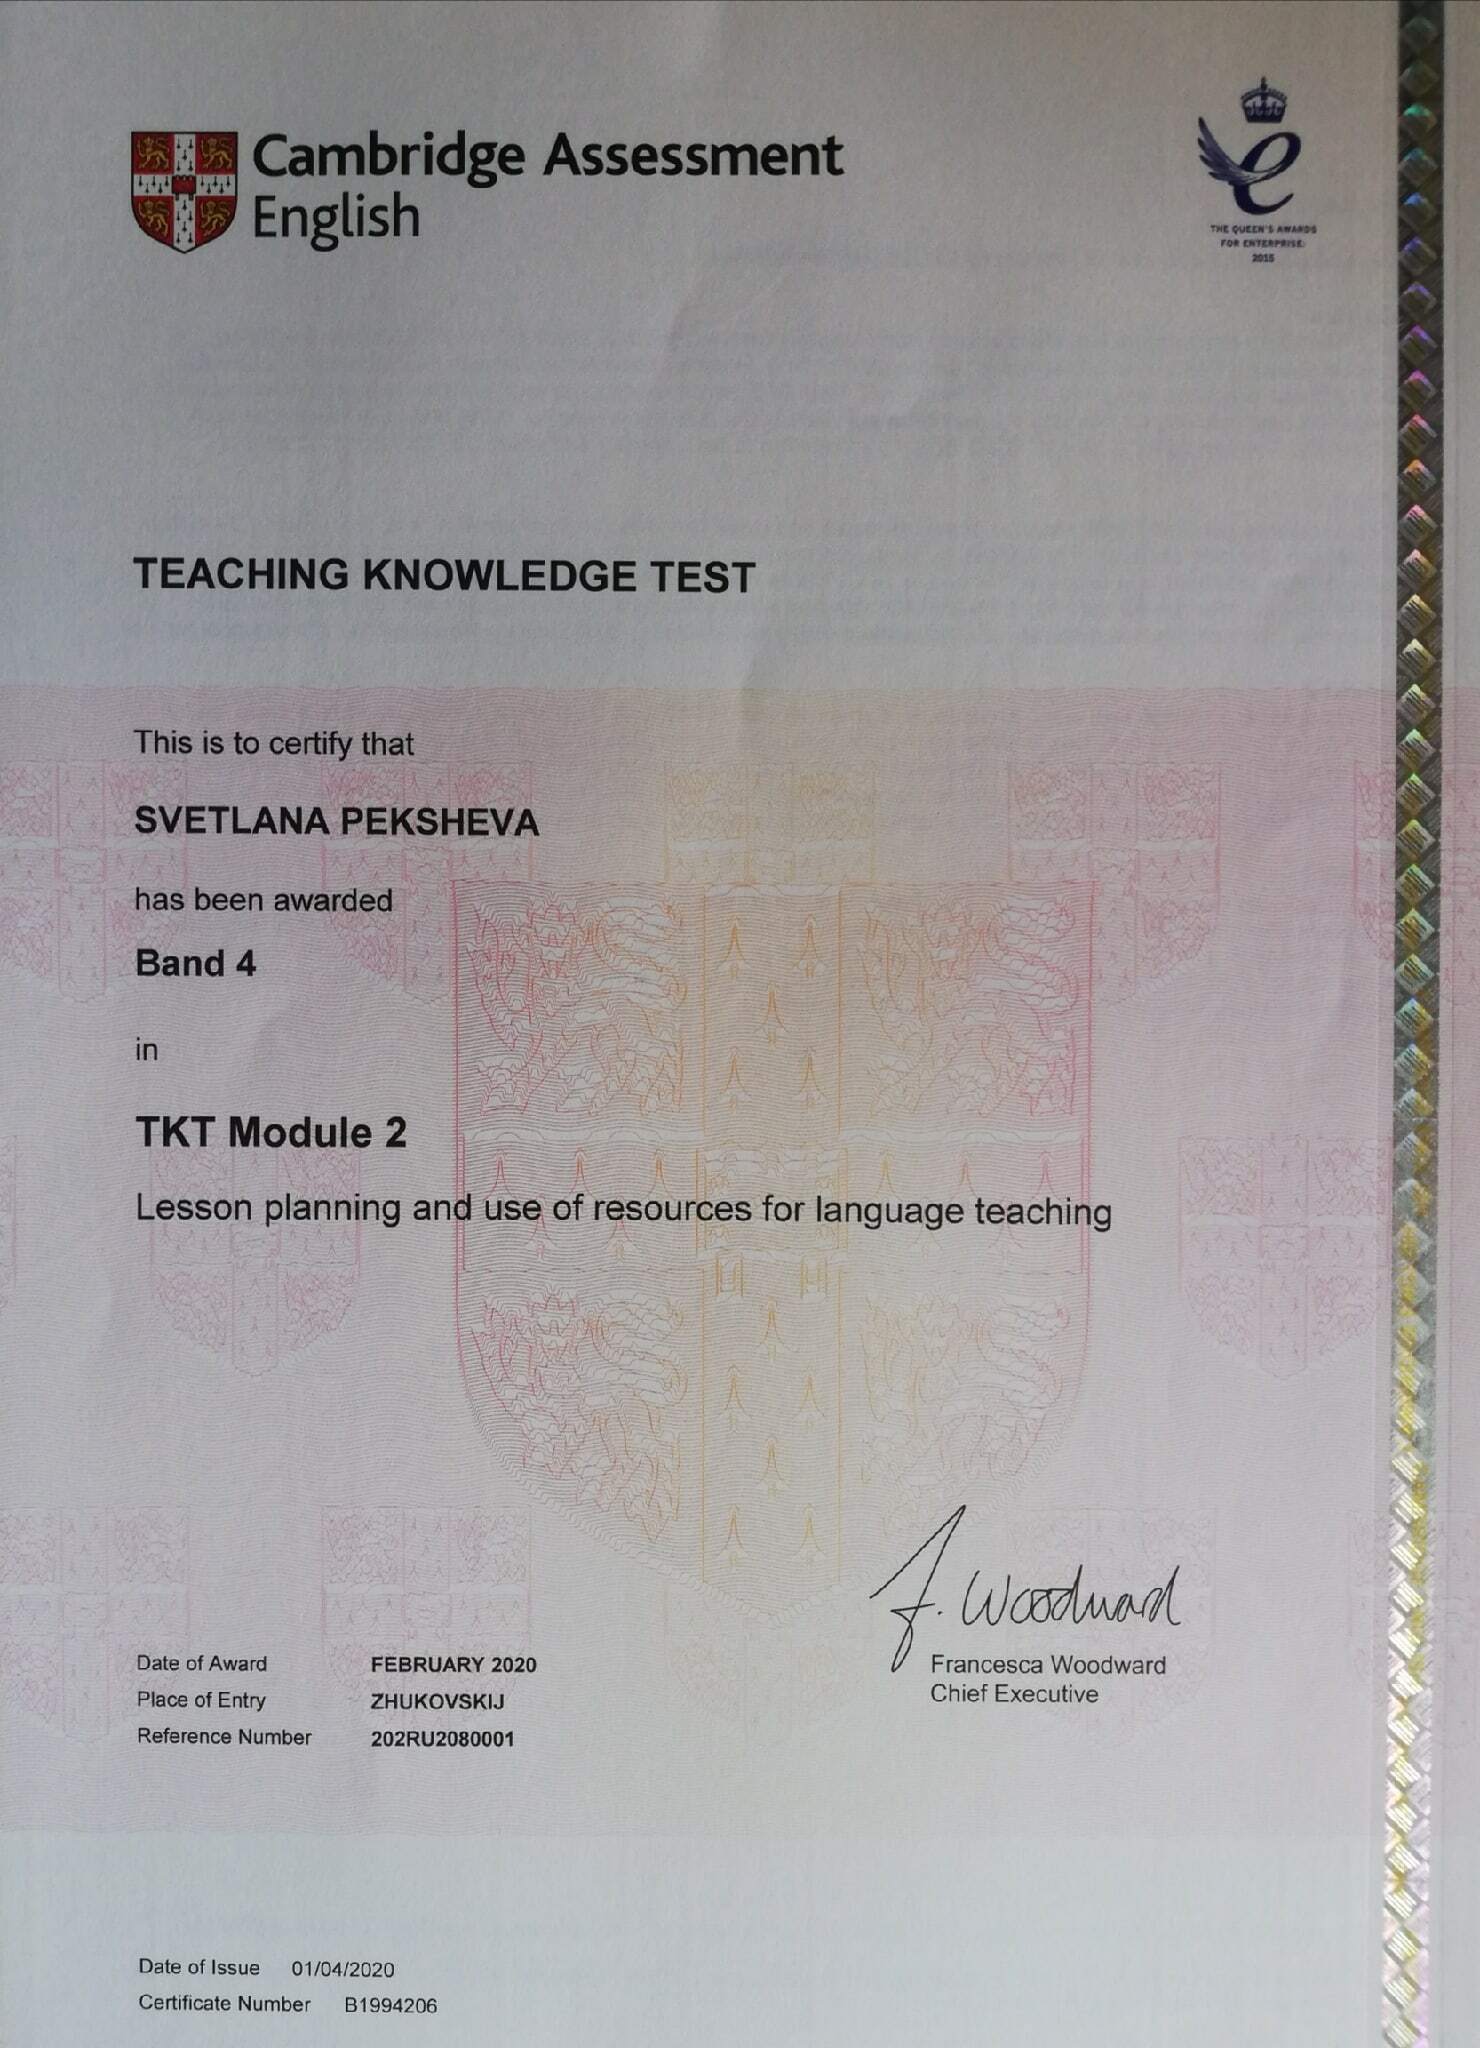 Cambridge Assessment
English
THE QUEEN'S AWARDS
FOR ENTERPRISE:
2015
TEACHING KNOWLEDGE TEST
This is to certify that
SVETLANA PEKSHEVA
has been awarded
Band 4
in
TKT Module 2
Lesson planning and use of resources for language teaching
F. Woodward
Francesca Woodward
Chief Executive
Date of Award FEBRUARY 2020
Place of Entry ZHUKOVSKIJ
Reference Number 202RU2080001
Date of Issue 01/04/2020
Certificate Number B1994206